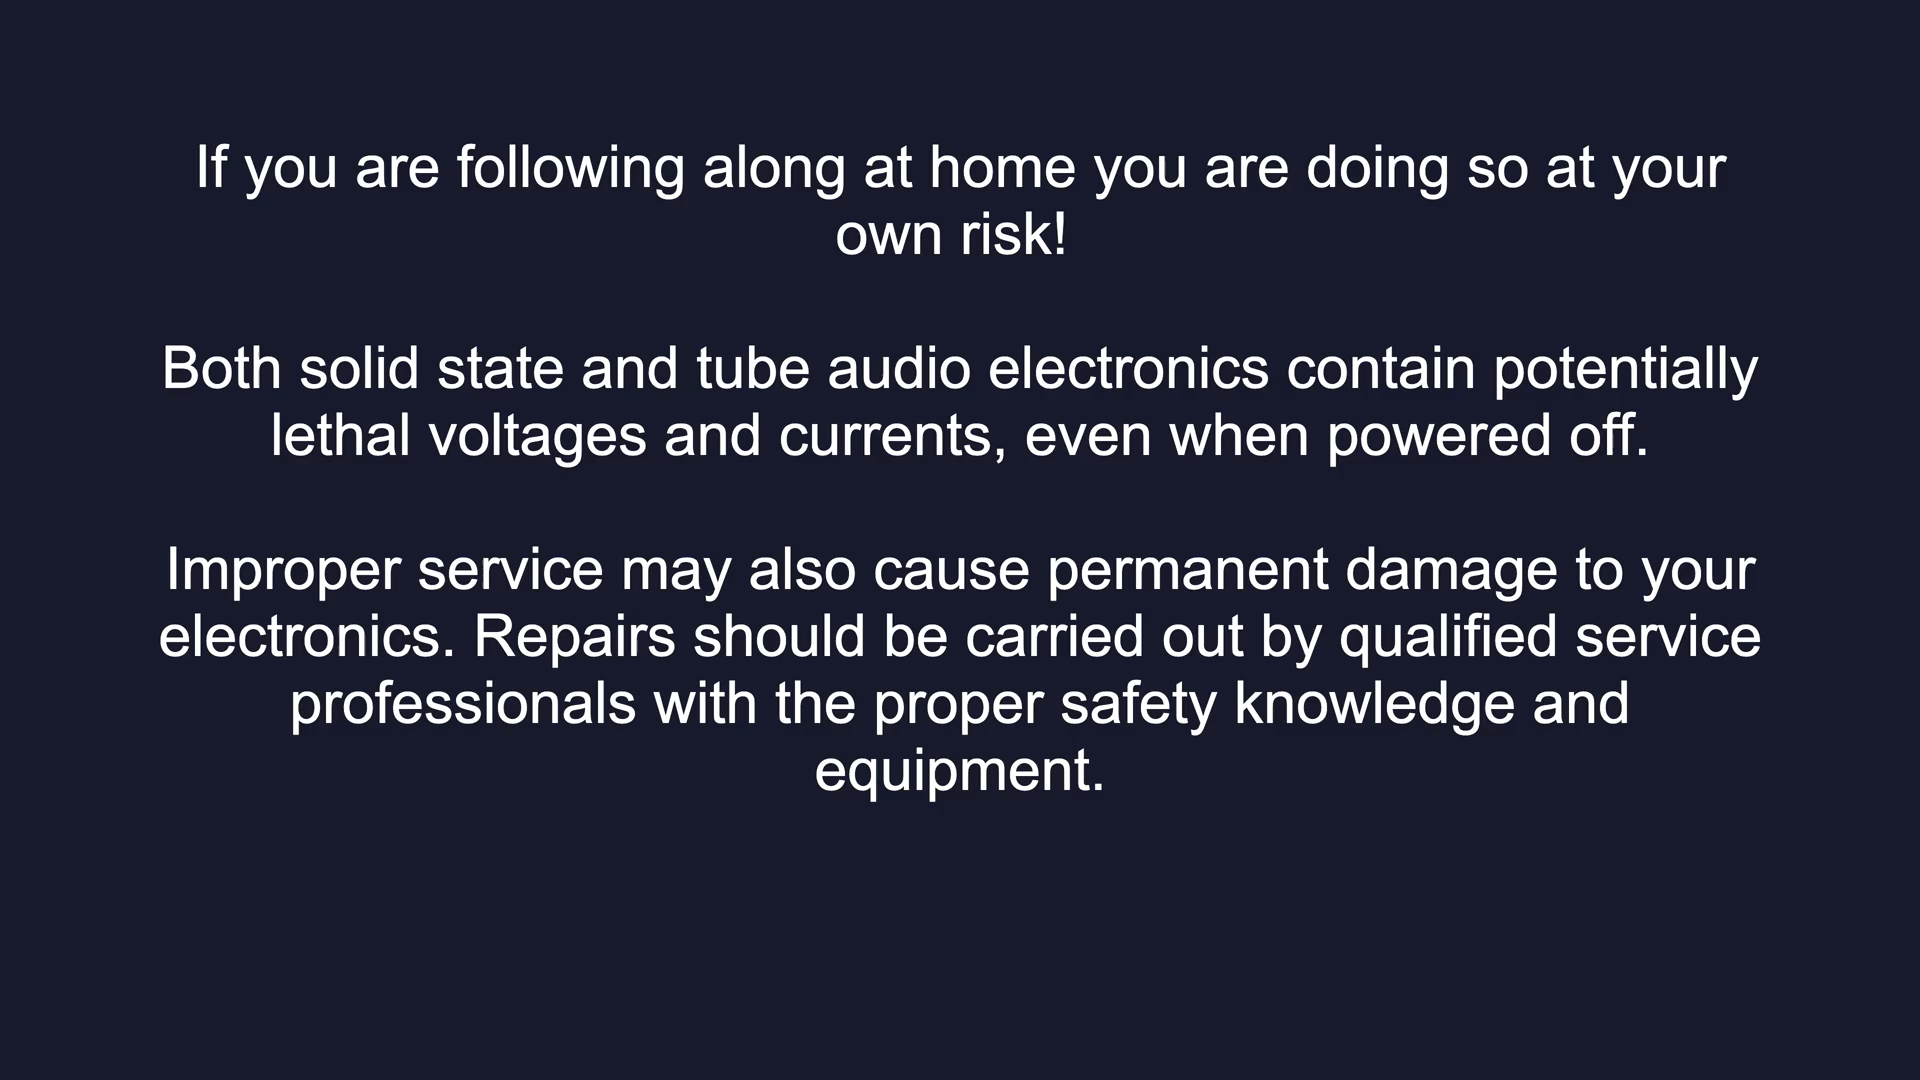 If you are following along at home you are doing so at your
own risk!
Both solid state and tube audio electronics contain potentially
lethal voltages and currents, even when powered off.
Improper service may also cause permanent damage to your
electronics. Repairs should be carried out by qualified service
professionals with the proper safety knowledge and
equipment.